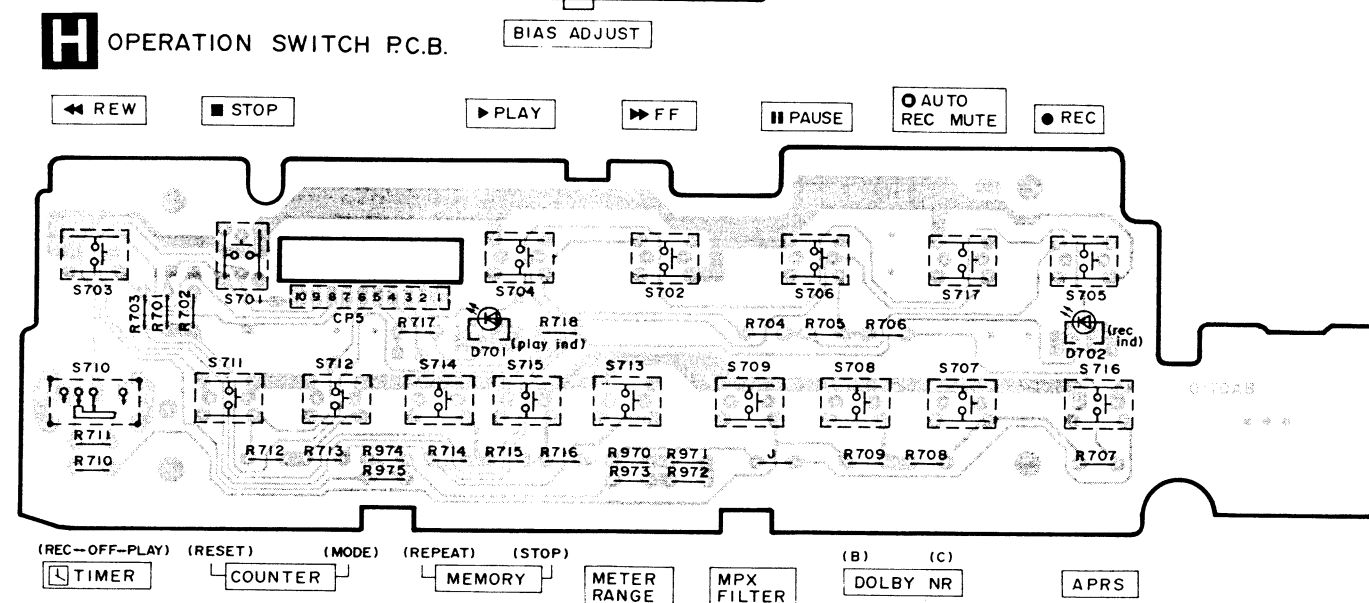 BIAS ADJUST
H OPERATION SWITCH P.C.B.
◀◀ REW
■ STOP
▶ PLAY
▶▶ FF
▮▮ PAUSE
AUTO
REC MUTE
● REC
S703
S701
S704
S702
S706
S717
S705
10 9 8 7 6 5 4 3 2 1
CP5
R703
R701
R702
R717
D701
(play ind)
R718
R704
R705
R706
D702
(rec
ind)
S710
S711
S712
S714
S715
S713
S709
S708
S707
S716
R711
R710
R712
R713
R974
R975
R714
R715
R716
R970
R973
R971
R972
J
R709
R708
R707
(REC-OFF-PLAY)
(RESET)
(MODE)
(REPEAT)
(STOP)
(B)
(C)
TIMER
COUNTER
MEMORY
METER
RANGE
MPX
FILTER
DOLBY NR
APRS